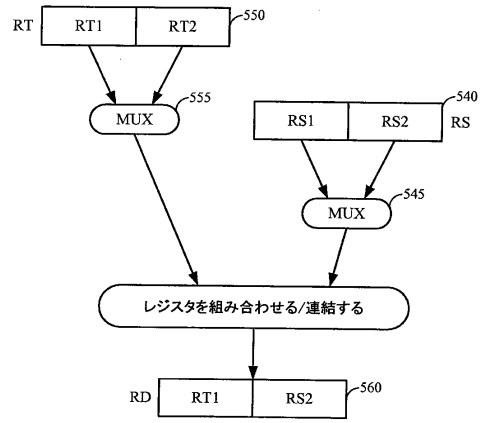 RT RT1 RT2 550
MUX 555
RS1 RS2 RS 540
MUX 545
レジスタを組み合わせる/連結する
RD RT1 RS2 560